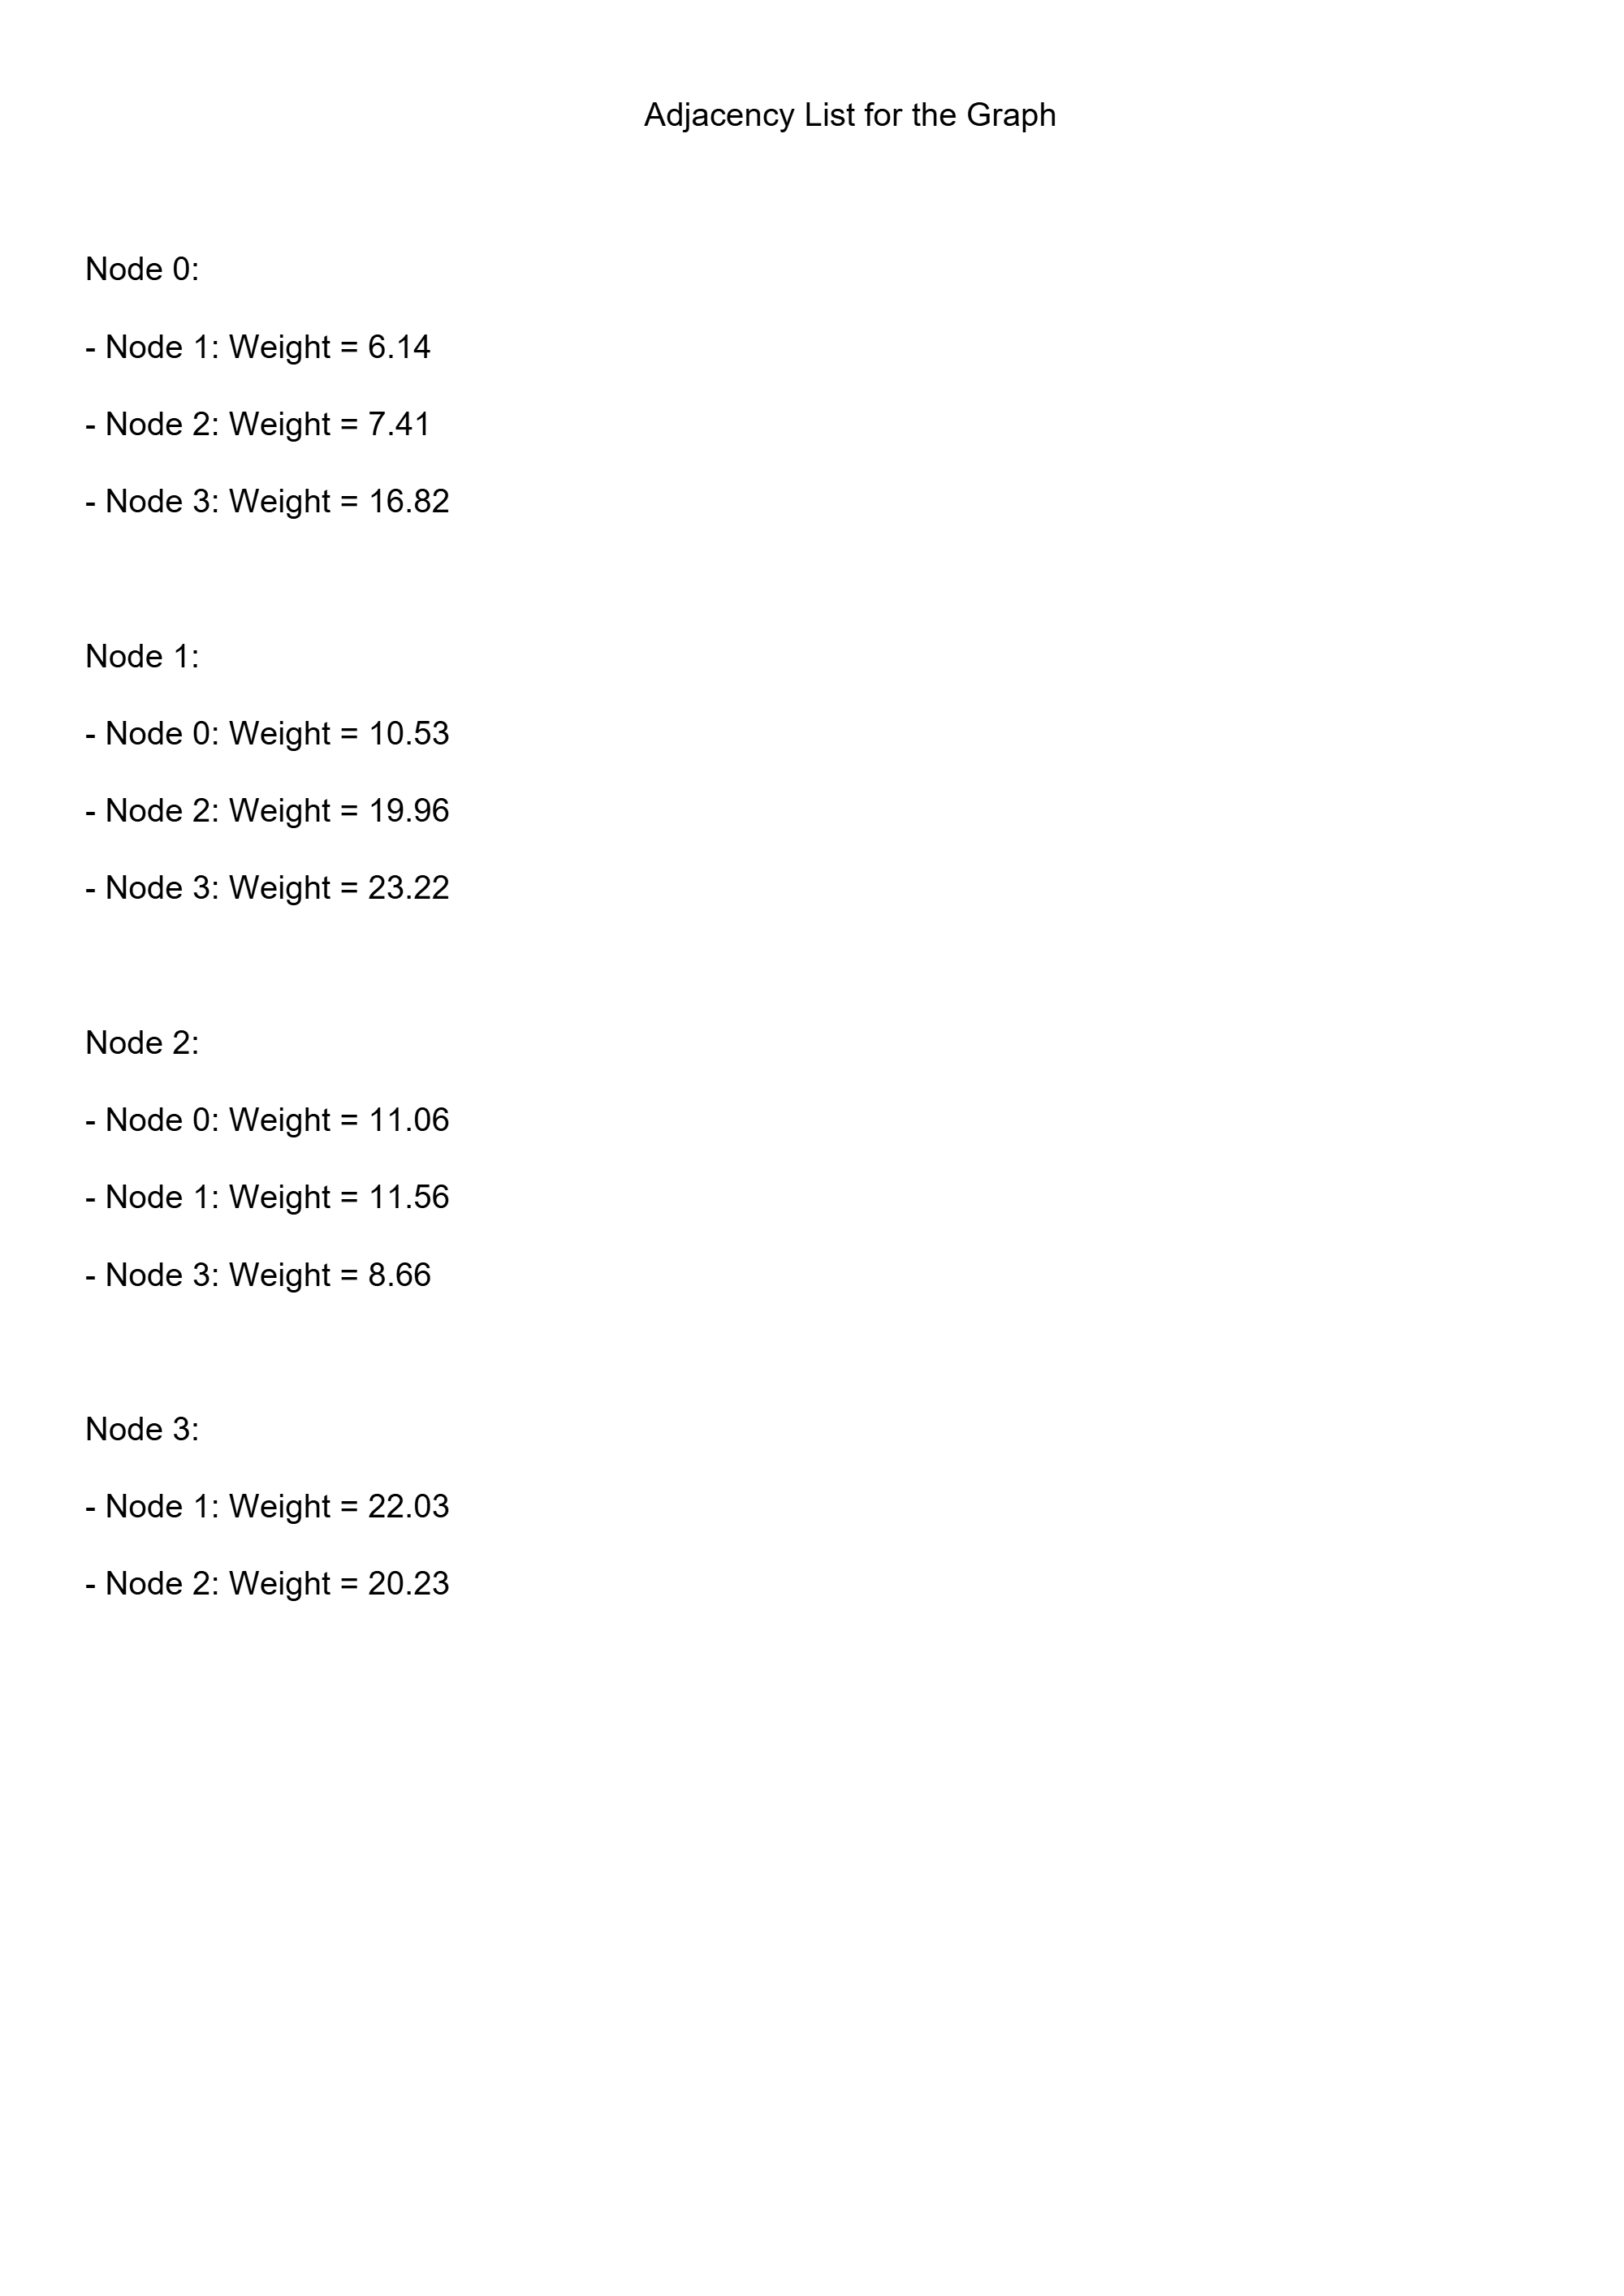 Adjacency List for the Graph
Node 0:
- Node 1: Weight = 6.14
- Node 2: Weight = 7.41
- Node 3: Weight = 16.82
Node 1:
- Node 0: Weight = 10.53
- Node 2: Weight = 19.96
- Node 3: Weight = 23.22
Node 2:
- Node 0: Weight = 11.06
- Node 1: Weight = 11.56
- Node 3: Weight = 8.66
Node 3:
- Node 1: Weight = 22.03
- Node 2: Weight = 20.23